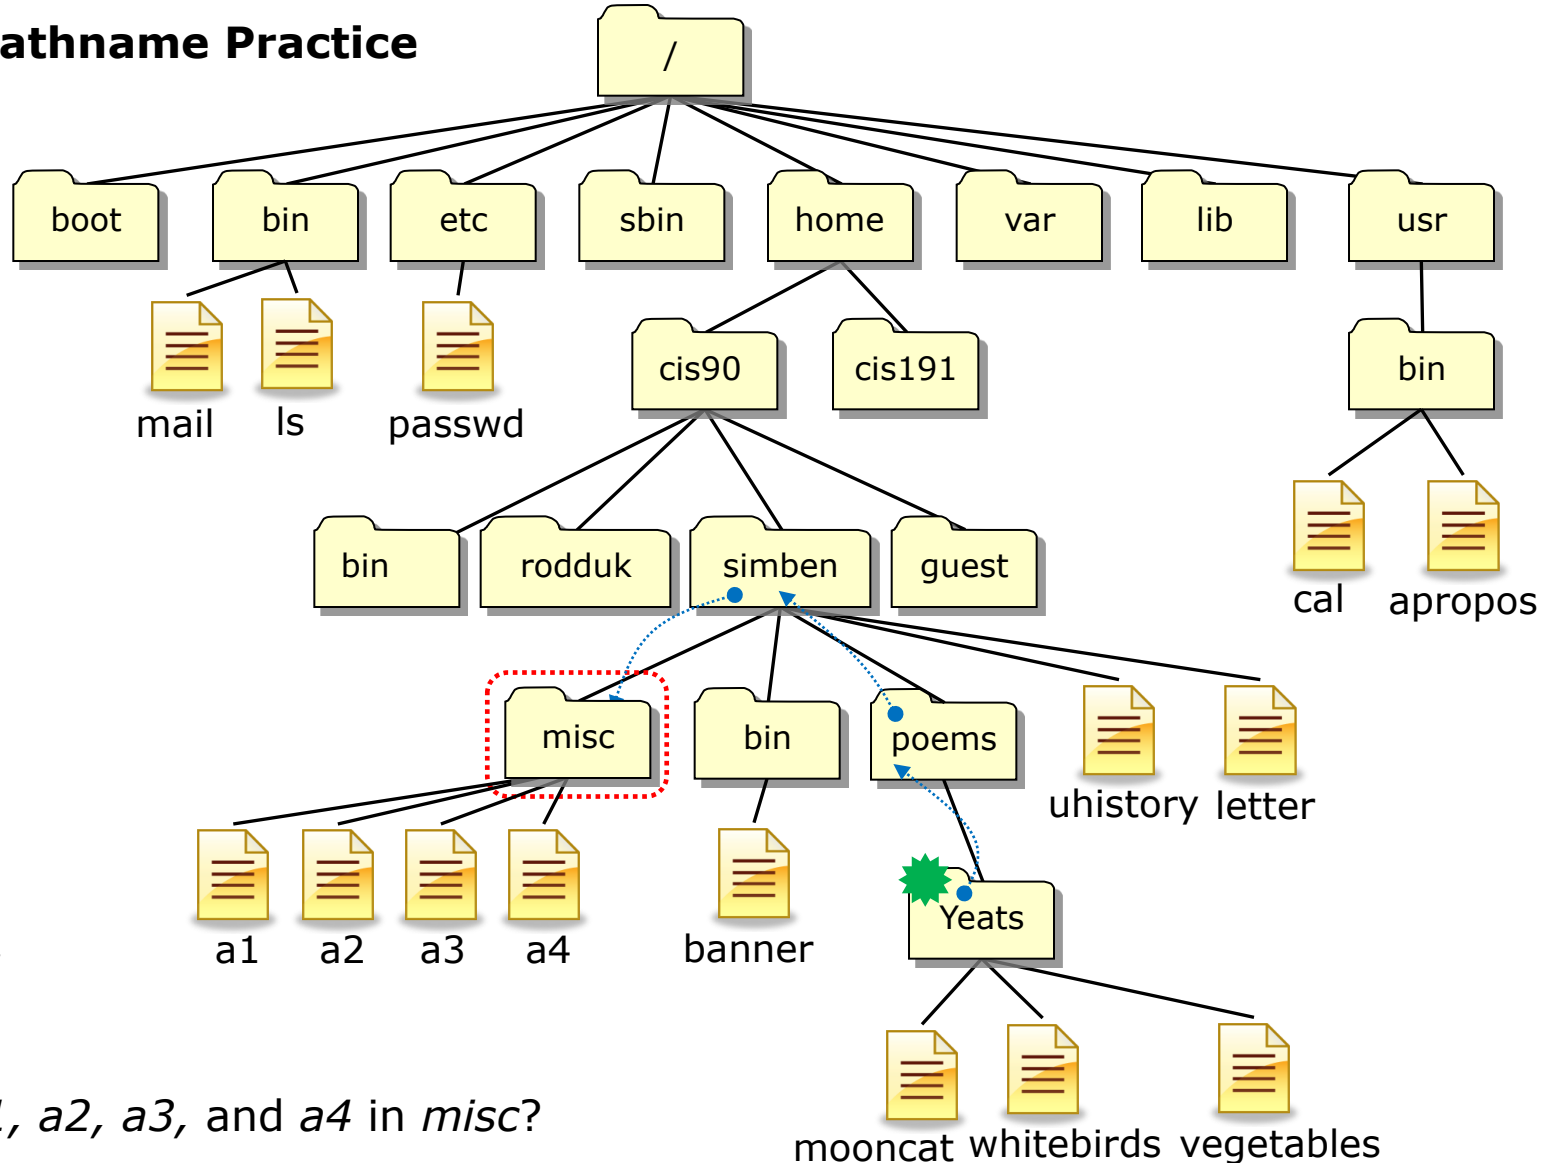 athname Practice
/
boot bin etc sbin home var lib usr
mail ls passwd
cis90 cis191 bin
bin rodduk simben guest
cal apropos
misc bin poems
uhistory letter
a1 a2 a3 a4 banner Yeats
, a2, a3, and a4 in misc?
mooncat whitebirds vegetables